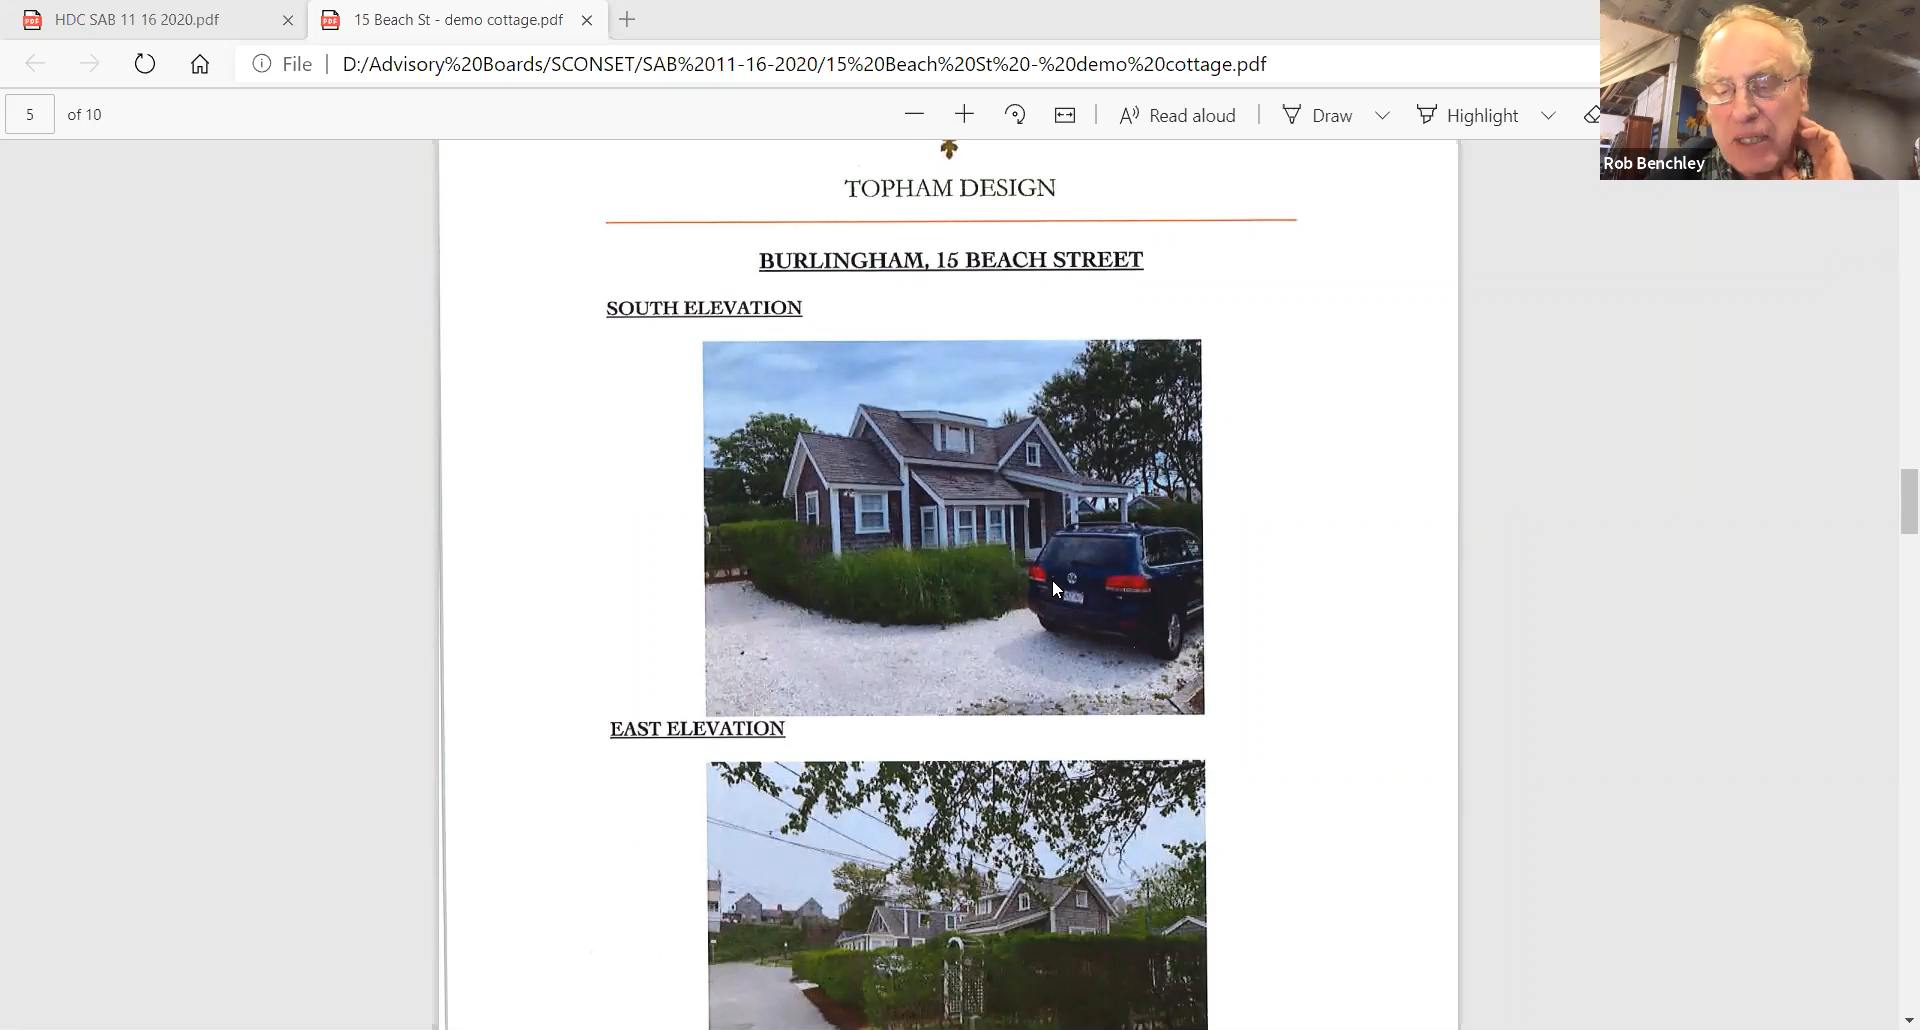 HDC SAB 11 16 2020.pdf
15 Beach St - demo cottage.pdf
File
D:/Advisory%20Boards/SCONSET/SAB%2011-16-2020/15%20Beach%20St%20-%20demo%20cottage.pdf
5 of 10
Read aloud
Draw
Highlight
Rob Benchley
TOPHAM DESIGN
BURLINGHAM, 15 BEACH STREET
SOUTH ELEVATION
EAST ELEVATION